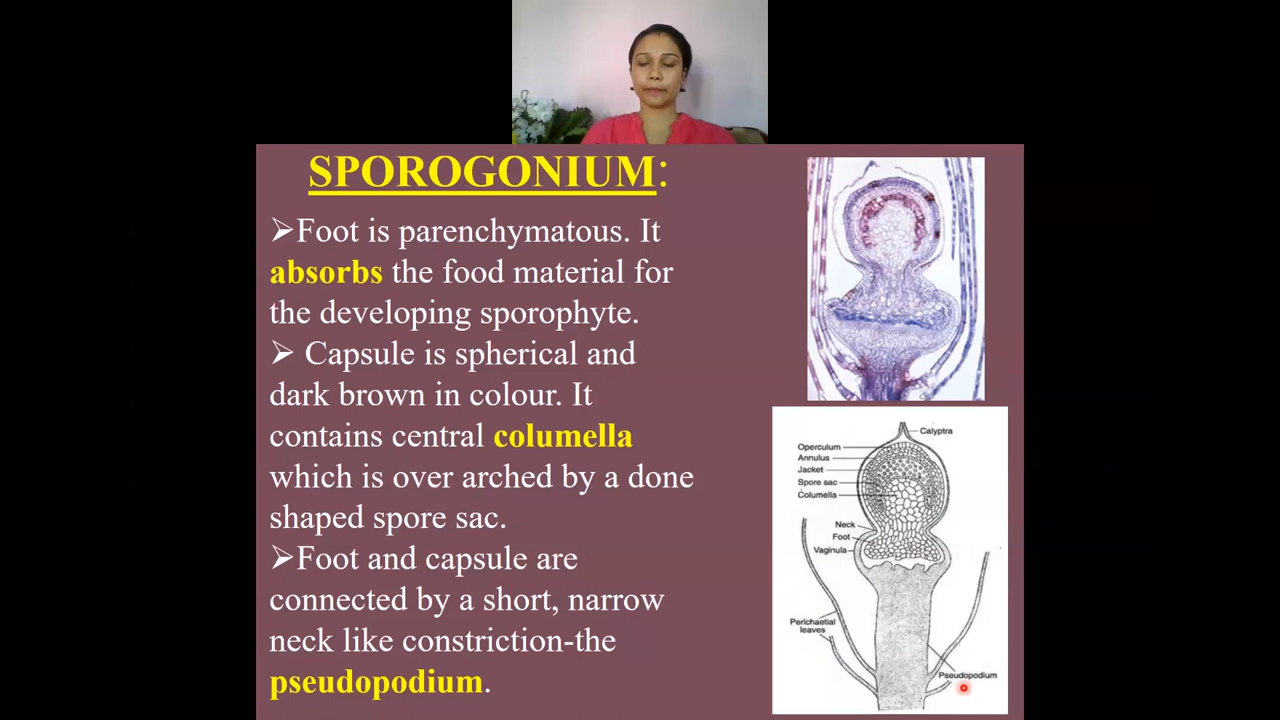 SPOROGONIUM:
➢Foot is parenchymatous. It
absorbs the food material for
the developing sporophyte.
➢ Capsule is spherical and
dark brown in colour. It
contains central columella
which is over arched by a done
shaped spore sac.
➢Foot and capsule are
connected by a short, narrow
neck like constriction-the
pseudopodium.
Calyptra
Operculum
Annulus
Jacket
Spore sac
Columella
Neck
Foot
Vaginula
Perichaetial
leaves
Pseudopodium